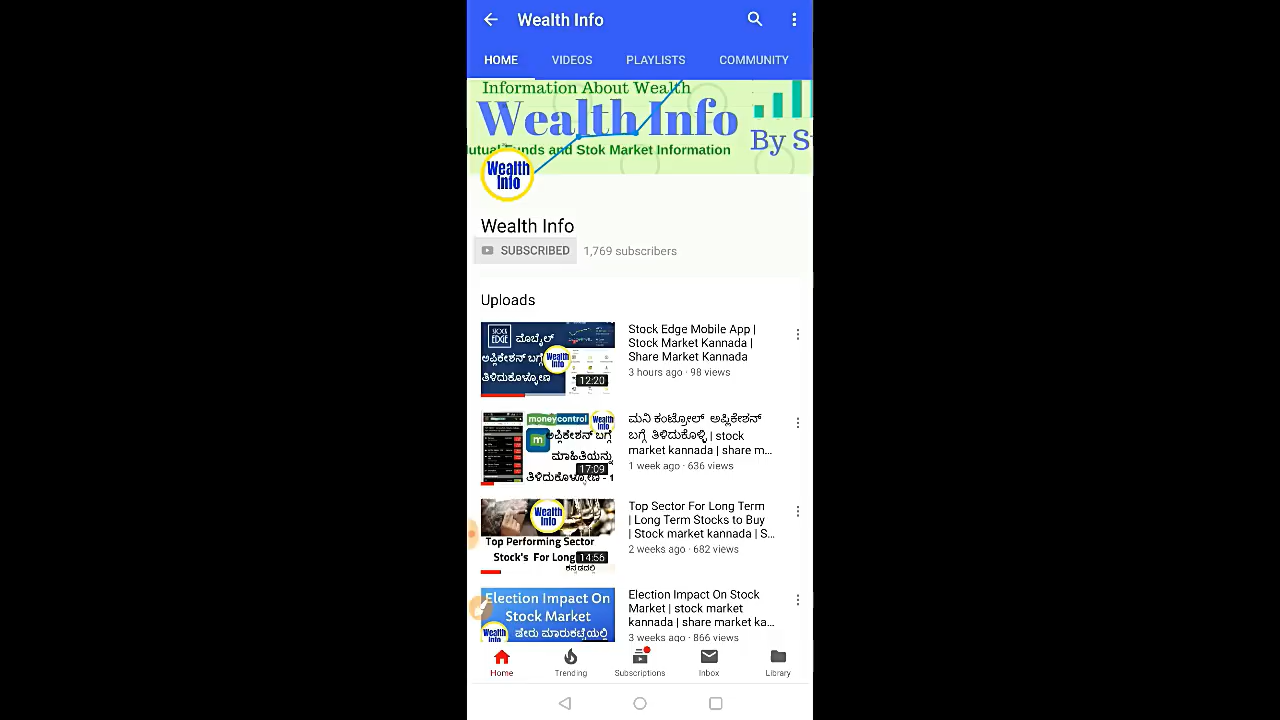 Wealth Info
HOME VIDEOS PLAYLISTS COMMUNITY
Information About Wealth
Wealth Info
By S
utual Funds and Stok Market Information
Wealth
Info
Wealth Info
SUBSCRIBED 1,769 subscribers
Uploads
STOCK
EDGE
ಮೊಬೈಲ್
ಅಪ್ಲಿಕೇಶನ್ ಬಗ್ಗೆ
ತಿಳಿದುಕೊಳ್ಳೋಣ
Wealth
Info
12:20
Stock Edge Mobile App |
Stock Market Kannada |
Share Market Kannada
3 hours ago · 98 views
moneycontrol
Wealth
Info
m
ಅಪ್ಲಿಕೇಶನ್ ಬಗ್ಗೆ
ಮಾಹಿತಿಯನ್ನು
ತಿಳಿದುಕೊಳ್ಳೋಣ - 1
17:09
ಮನಿ ಕಂಟ್ರೋಲ್ ಅಪ್ಲಿಕೇಶನ್
ಬಗ್ಗೆ ತಿಳಿದುಕೊಳ್ಳಿ | stock
market kannada | share m...
1 week ago · 636 views
Wealth
Info
Top Performing Sector
Stock's For Long
ಕನ್ನಡದಲ್ಲಿ
14:56
Top Sector For Long Term
| Long Term Stocks to Buy
| Stock market kannada | S...
2 weeks ago · 682 views
Election Impact On
Stock Market
ಷೇರು ಮಾರುಕಟ್ಟೆಯಲ್ಲಿ
Wealth
Info
Election Impact On Stock
Market | stock market
kannada | share market ka...
3 weeks ago · 866 views
Home Trending Subscriptions Inbox Library